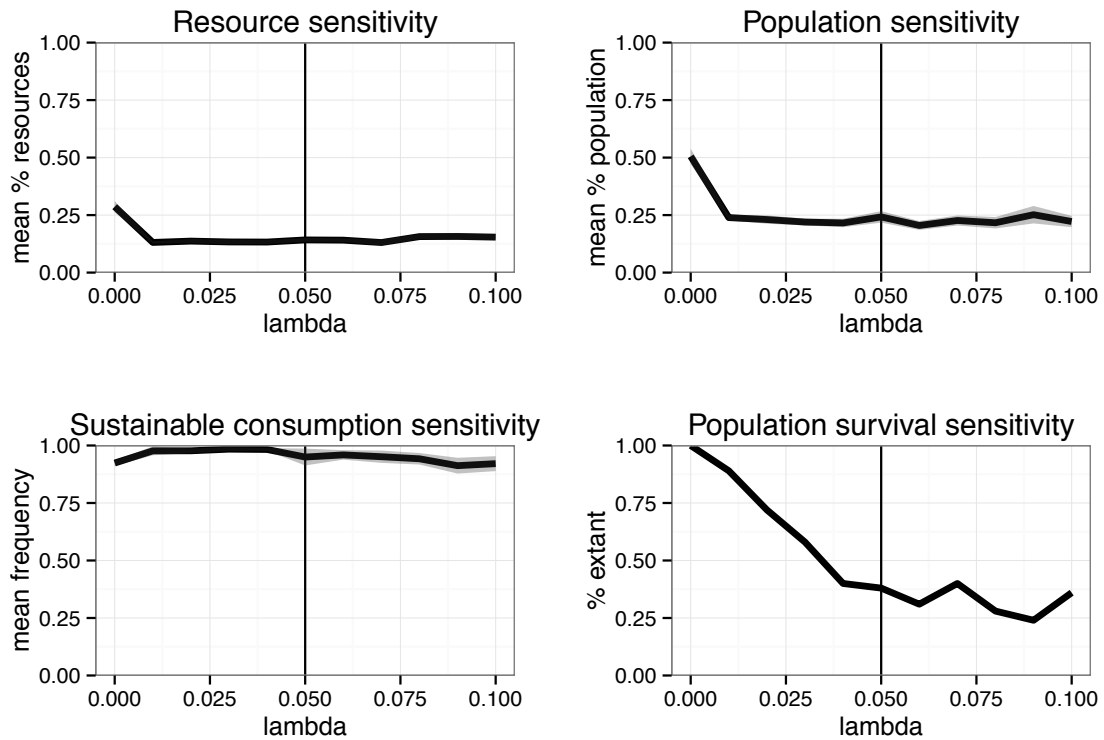 Resource sensitivity
mean % resources
1.00
0.75
0.50
0.25
0.00
0.000 0.025 0.050 0.075 0.100
lambda
Population sensitivity
mean % population
1.00
0.75
0.50
0.25
0.00
0.000 0.025 0.050 0.075 0.100
lambda
Sustainable consumption sensitivity
mean frequency
1.00
0.75
0.50
0.25
0.00
0.000 0.025 0.050 0.075 0.100
lambda
Population survival sensitivity
% extant
1.00
0.75
0.50
0.25
0.00
0.000 0.025 0.050 0.075 0.100
lambda